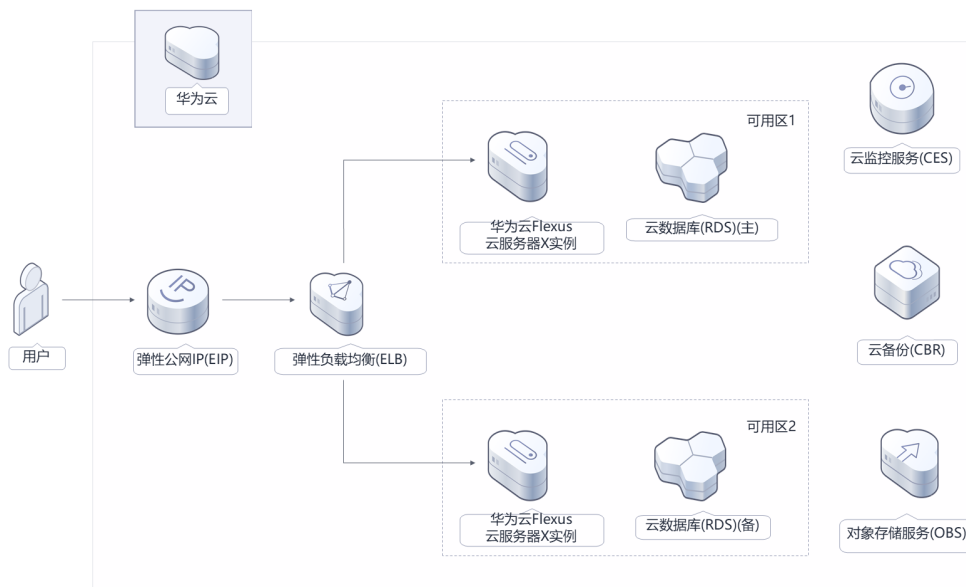 华为云
可用区1
云监控服务(CES)
华为云Flexus
云服务器X实例
云数据库(RDS)(主)
用户
弹性公网IP(EIP)
弹性负载均衡(ELB)
云备份(CBR)
可用区2
华为云Flexus
云服务器X实例
云数据库(RDS)(备)
对象存储服务(OBS)
IP